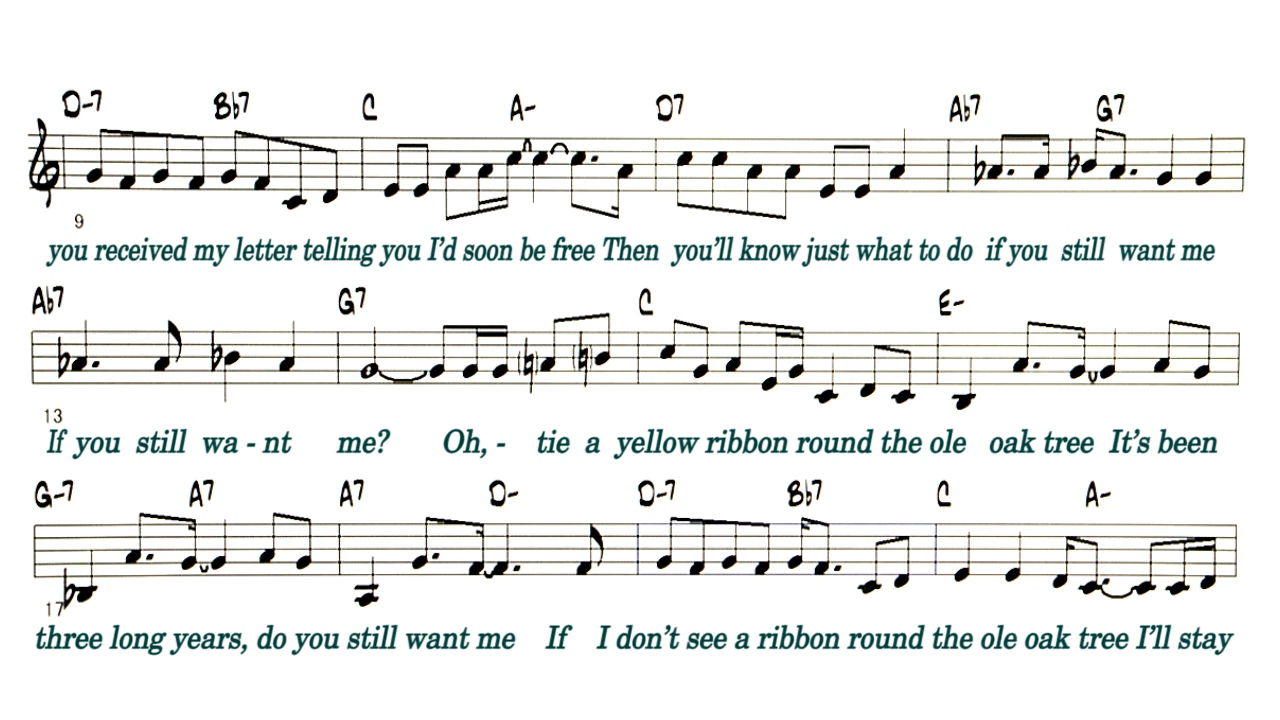 D-7 Bb7 C A- D7 Ab7 G7
9
you received my letter telling you I'd soon be free Then you'll know just what to do if you still want me
Ab7 G7 C E-
13
If you still wa - nt me? Oh, - tie a yellow ribbon round the ole oak tree It's been
G-7 A7 A7 D- D-7 Bb7 C A-
17
three long years, do you still want me If I don't see a ribbon round the ole oak tree I'll stay